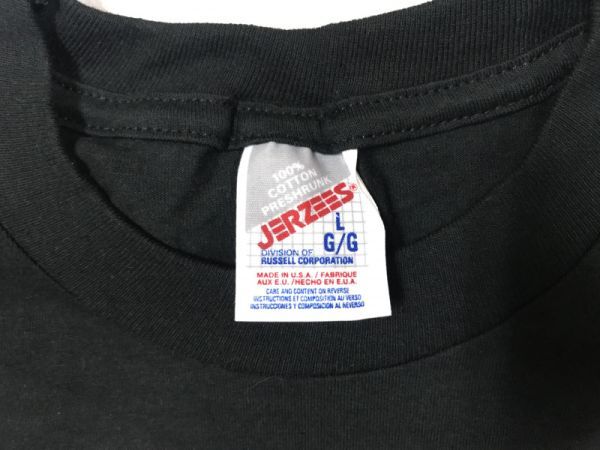 100%
COTTON
PRESHRUNK
JERZEES®
L
G/G
DIVISION OF
RUSSELL CORPORATION
MADE IN U.S.A. / FABRIQUE
AUX E.U. / HECHO EN E.U.A.
CARE AND CONTENT ON REVERSE
INSTRUCTIONS ET COMPOSITION AU VERSO
INSTRUCCIONES Y COMPOSICION AL REVERSO